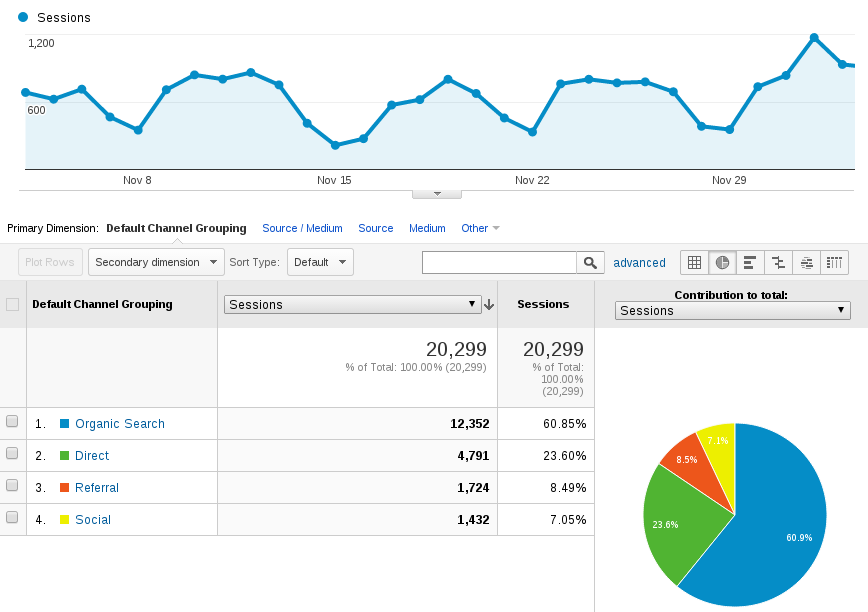 Sessions
1,200
600
Nov 8 Nov 15 Nov 22 Nov 29
Primary Dimension: Default Channel Grouping Source / Medium Source Medium Other
Plot Rows Secondary dimension Sort Type: Default advanced
Default Channel Grouping Sessions Sessions Contribution to total:
Sessions
20,299 20,299
% of Total: 100.00% (20,299) % of Total:
100.00%
(20,299)
1. Organic Search 12,352 60.85%
2. Direct 4,791 23.60%
3. Referral 1,724 8.49%
4. Social 1,432 7.05%
7.1%
8.5%
23.6%
60.9%